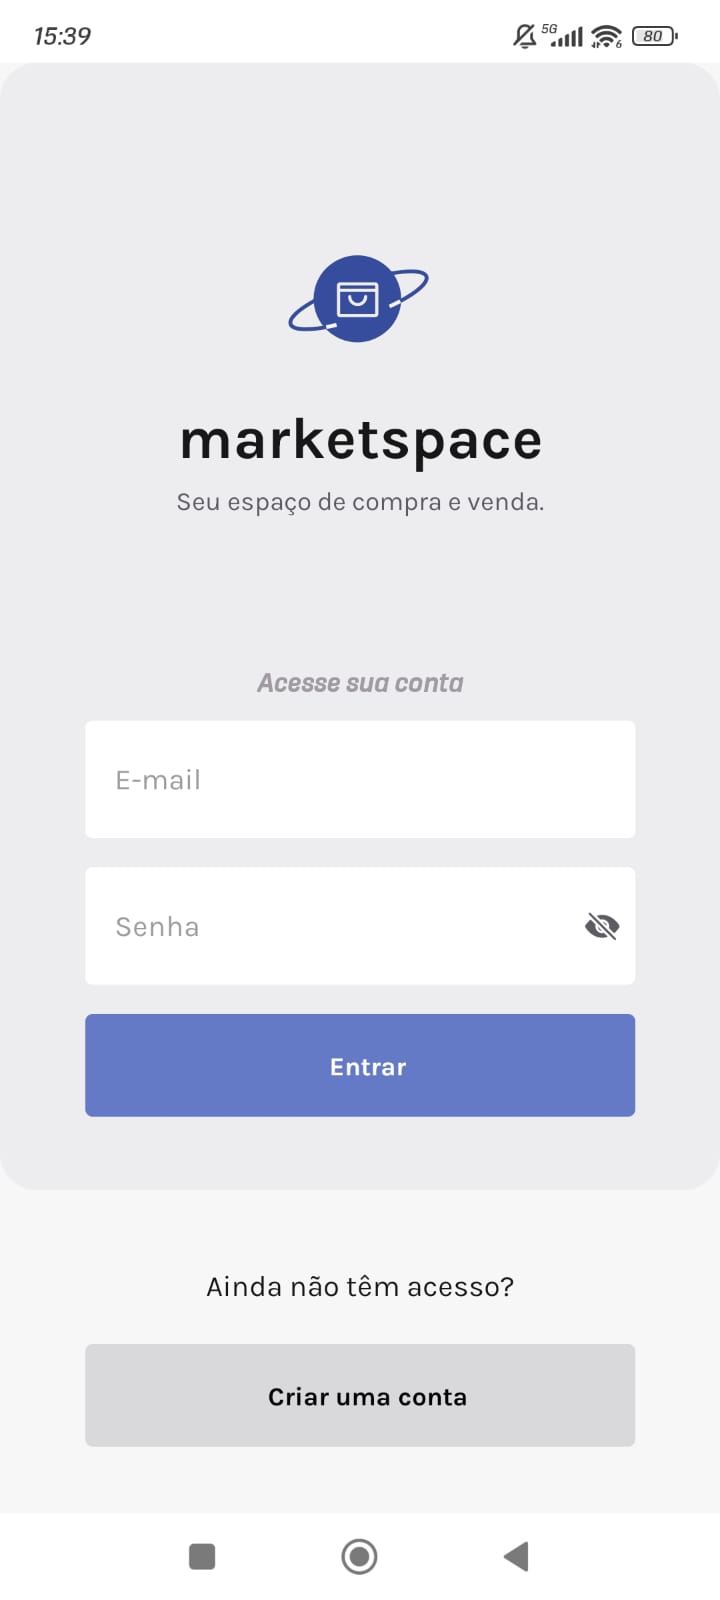 15:39 5G 6 80
marketspace
Seu espaço de compra e venda.
Acesse sua conta
E-mail
Senha
Entrar
Ainda não têm acesso?
Criar uma conta